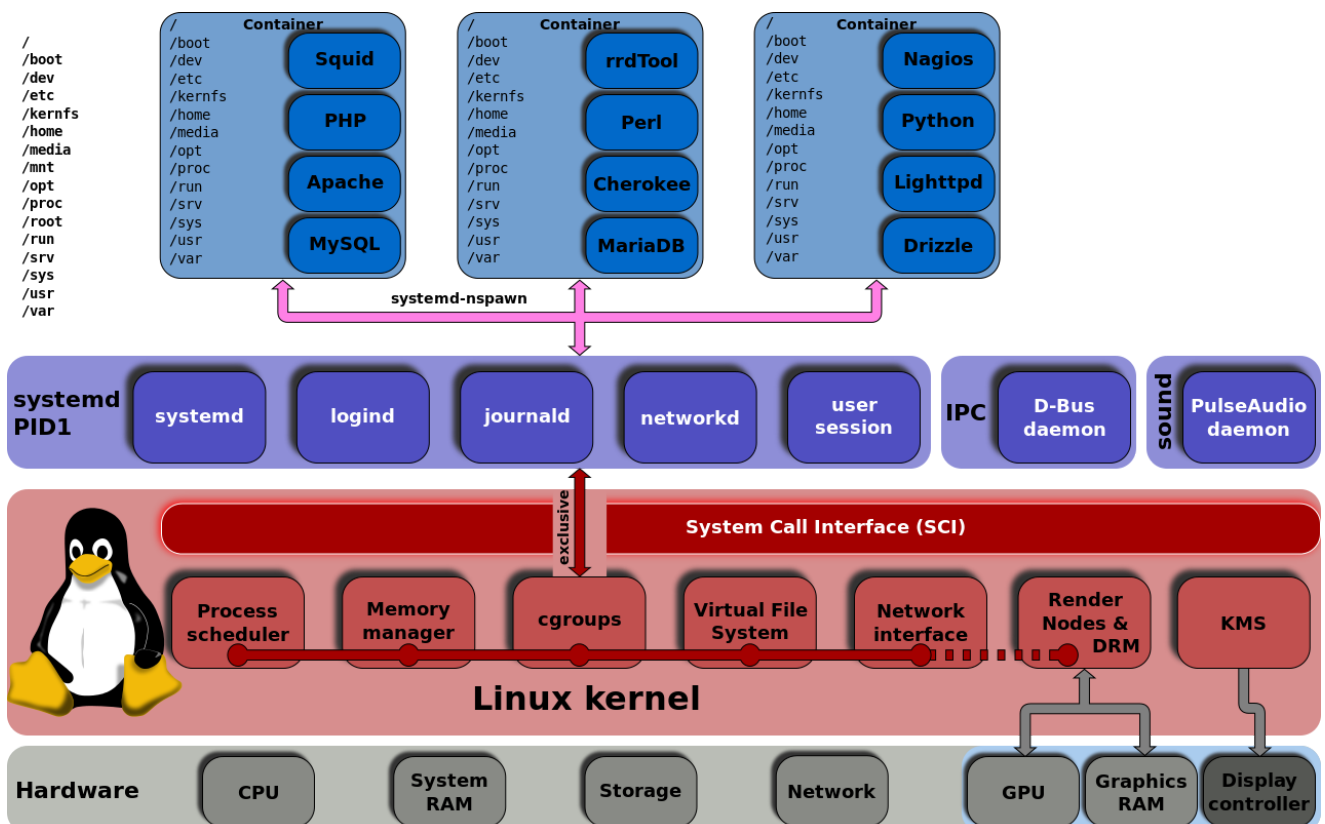 /
/boot
/dev
/etc
/kernfs
/home
/media
/mnt
/opt
/proc
/root
/run
/srv
/sys
/usr
/var
Container
/
/boot
/dev
/etc
/kernfs
/home
/media
/opt
/proc
/run
/srv
/sys
/usr
/var
Squid
PHP
Apache
MySQL
Container
/
/boot
/dev
/etc
/kernfs
/home
/media
/opt
/proc
/run
/srv
/sys
/usr
/var
rrdTool
Perl
Cherokee
MariaDB
Container
/
/boot
/dev
/etc
/kernfs
/home
/media
/opt
/proc
/run
/srv
/sys
/usr
/var
Nagios
Python
Lighttpd
Drizzle
systemd-nspawn
systemd
PID1
systemd
logind
journald
networkd
user
session
IPC
D-Bus
daemon
sound
PulseAudio
daemon
exclusive
System Call Interface (SCI)
Process
scheduler
Memory
manager
cgroups
Virtual File
System
Network
interface
Render
Nodes &
DRM
KMS
Linux kernel
Hardware
CPU
System
RAM
Storage
Network
GPU
Graphics
RAM
Display
controller